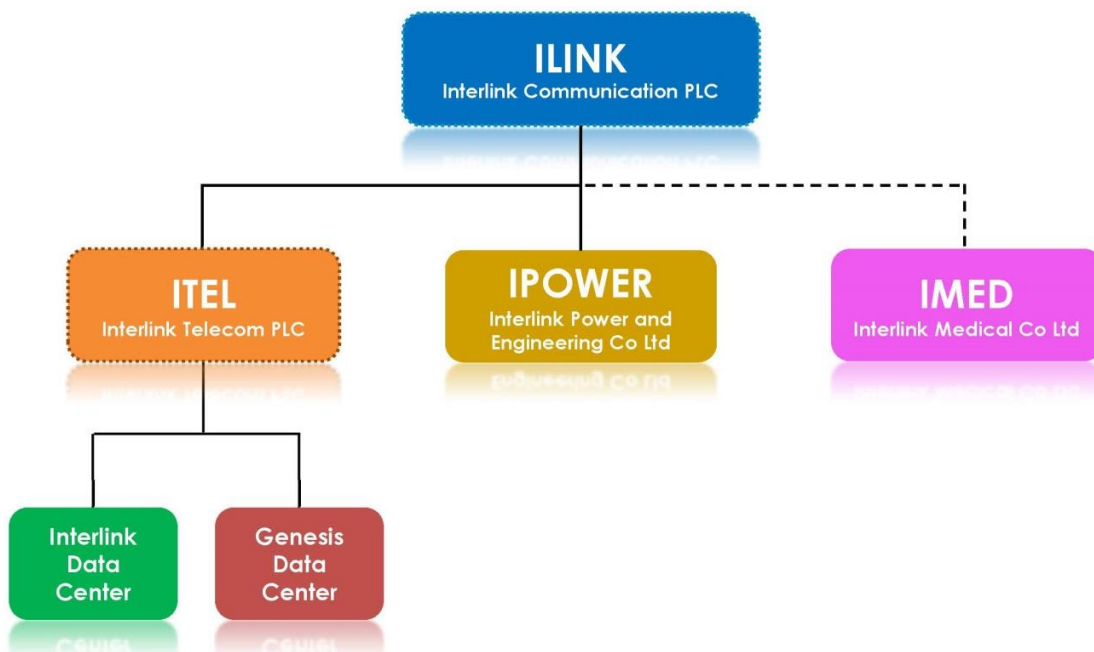 ILINK
Interlink Communication PLC
ITEL
Interlink Telecom PLC
IPOWER
Interlink Power and
Engineering Co Ltd
IMED
Interlink Medical Co Ltd
Interlink
Data
Center
Genesis
Data
Center